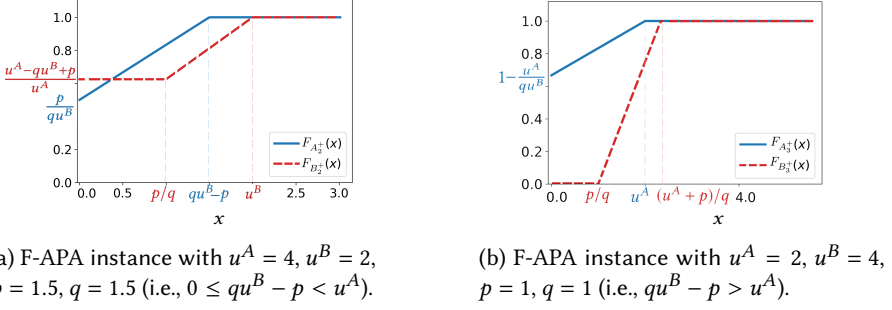 1.0
0.8
u^A−qu^B+p
u^A
p
qu^B
0.2
0.0
0.0 0.5 p/q qu^B−p u^B 2.5 3.0
x
F_{A_2^+}(x)
F_{B_2^+}(x)
a) F-APA instance with u^A = 4, u^B = 2,
= 1.5, q = 1.5 (i.e., 0 ≤ qu^B − p < u^A).
1.0
0.8
1−u^A/qu^B
0.4
0.2
0.0
0.0 p/q u^A (u^A + p)/q 4.0
x
F_{A_3^+}(x)
F_{B_3^+}(x)
(b) F-APA instance with u^A = 2, u^B = 4,
p = 1, q = 1 (i.e., qu^B − p > u^A).